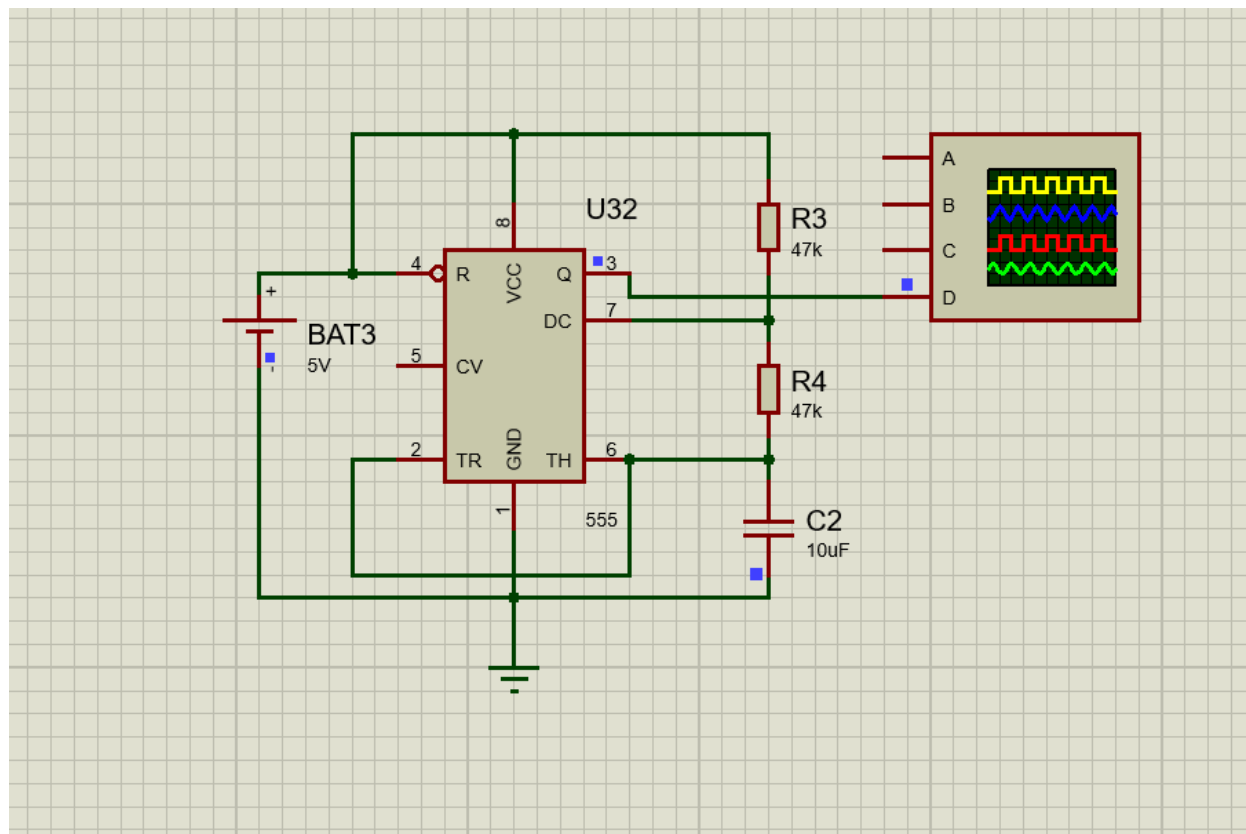 U32
R3
47k
A
B
C
D
8
VCC
4
R
Q
3
DC
7
+
BAT3
5V
-
5
CV
R4
47k
2
TR
GND
TH
6
1
555
C2
10uF